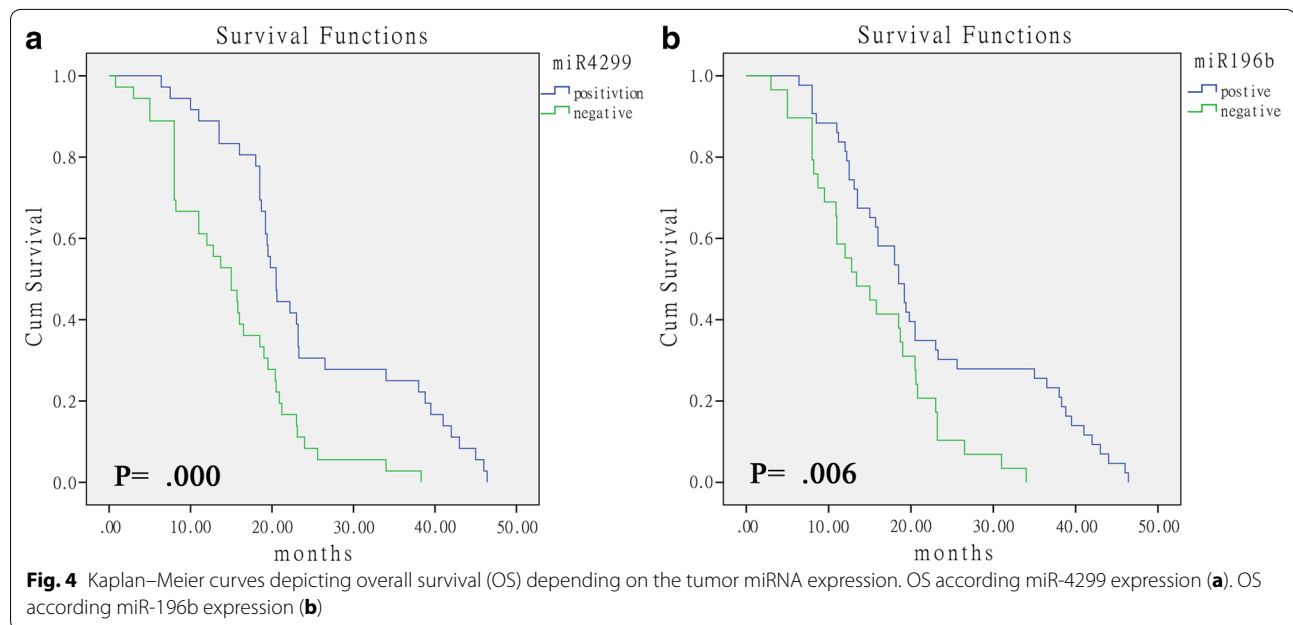 a
Survival Functions
miR4299
positivtion
negative
Cum Survival
1.0
0.8
0.6
0.4
0.2
0.0
P= .000
.00 10.00 20.00 30.00 40.00 50.00
months
b
Survival Functions
miR196b
postive
negative
Cum Survival
1.0
0.8
0.6
0.4
0.2
0.0
P= .006
.00 10.00 20.00 30.00 40.00 50.00
months
Fig. 4 Kaplan–Meier curves depicting overall survival (OS) depending on the tumor miRNA expression. OS according miR-4299 expression (a). OS
according miR-196b expression (b)